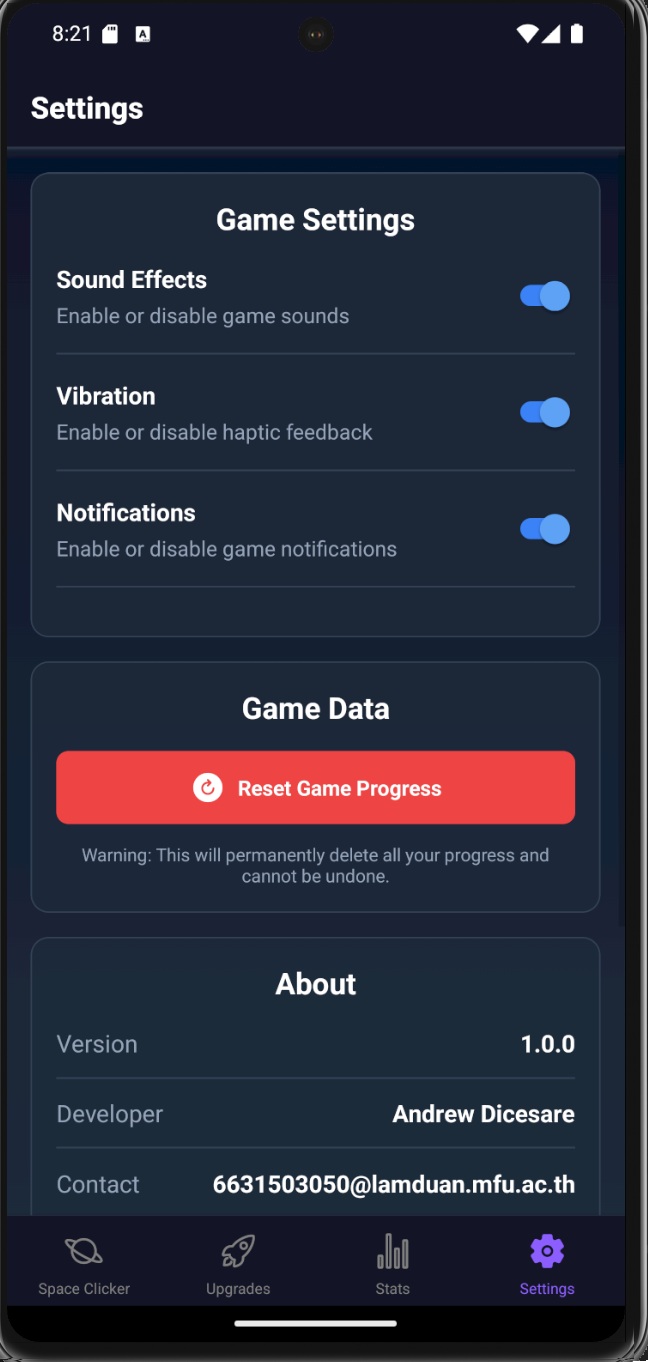 8:21
A
Settings
Game Settings
Sound Effects
Enable or disable game sounds
Vibration
Enable or disable haptic feedback
Notifications
Enable or disable game notifications
Game Data
Reset Game Progress
Warning: This will permanently delete all your progress and
cannot be undone.
About
Version 1.0.0
Developer Andrew Dicesare
Contact 6631503050@lamduan.mfu.ac.th
Space Clicker Upgrades Stats Settings